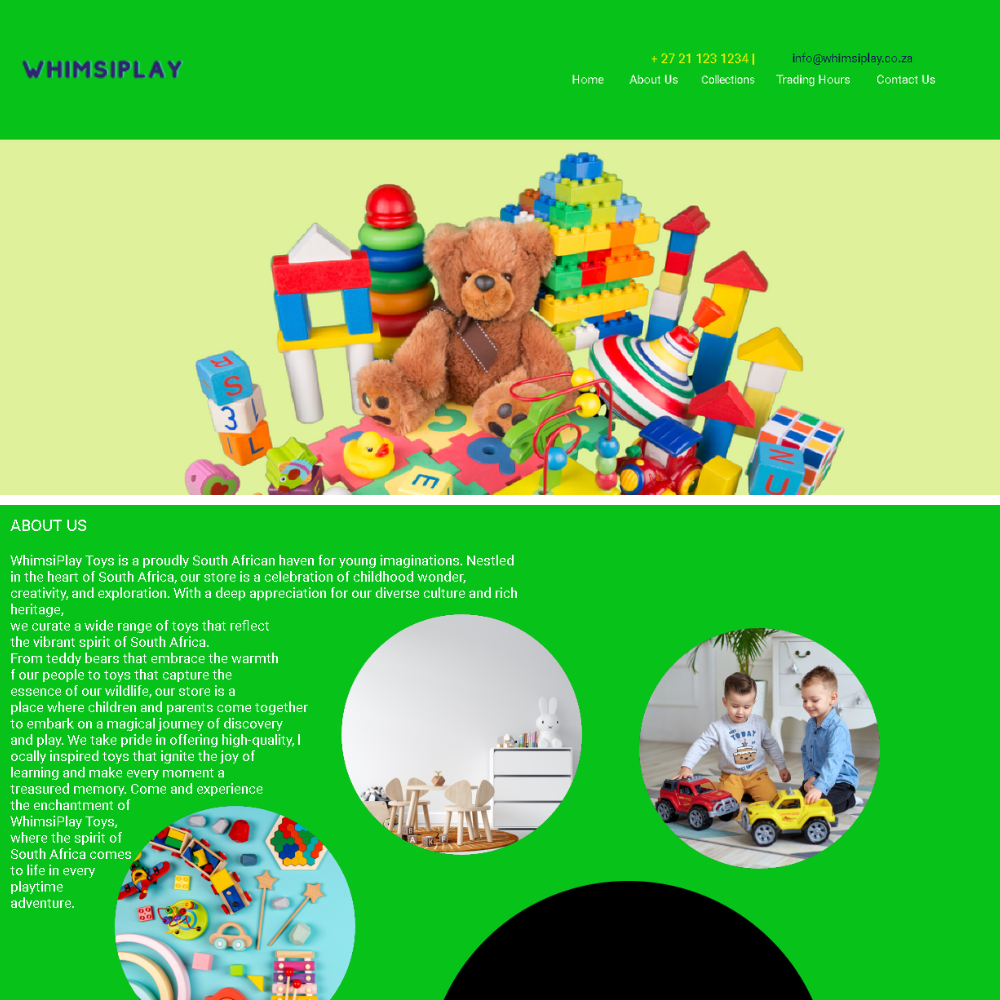 WHIMSIPLAY
+ 27 21 123 1234 | info@whimsiplay.co.za
Home About Us Collections Trading Hours Contact Us
R
S
3
I
L
S
R
E
N
U
ABOUT US
WhimsiPlay Toys is a proudly South African haven for young imaginations. Nestled
in the heart of South Africa, our store is a celebration of childhood wonder,
creativity, and exploration. With a deep appreciation for our diverse culture and rich
heritage,
we curate a wide range of toys that reflect
the vibrant spirit of South Africa.
From teddy bears that embrace the warmth
f our people to toys that capture the
essence of our wildlife, our store is a
place where children and parents come together
to embark on a magical journey of discovery
and play. We take pride in offering high-quality, l
ocally inspired toys that ignite the joy of
learning and make every moment a
treasured memory. Come and experience
the enchantment of
WhimsiPlay Toys,
where the spirit of
South Africa comes
to life in every
playtime
adventure.
TODAY